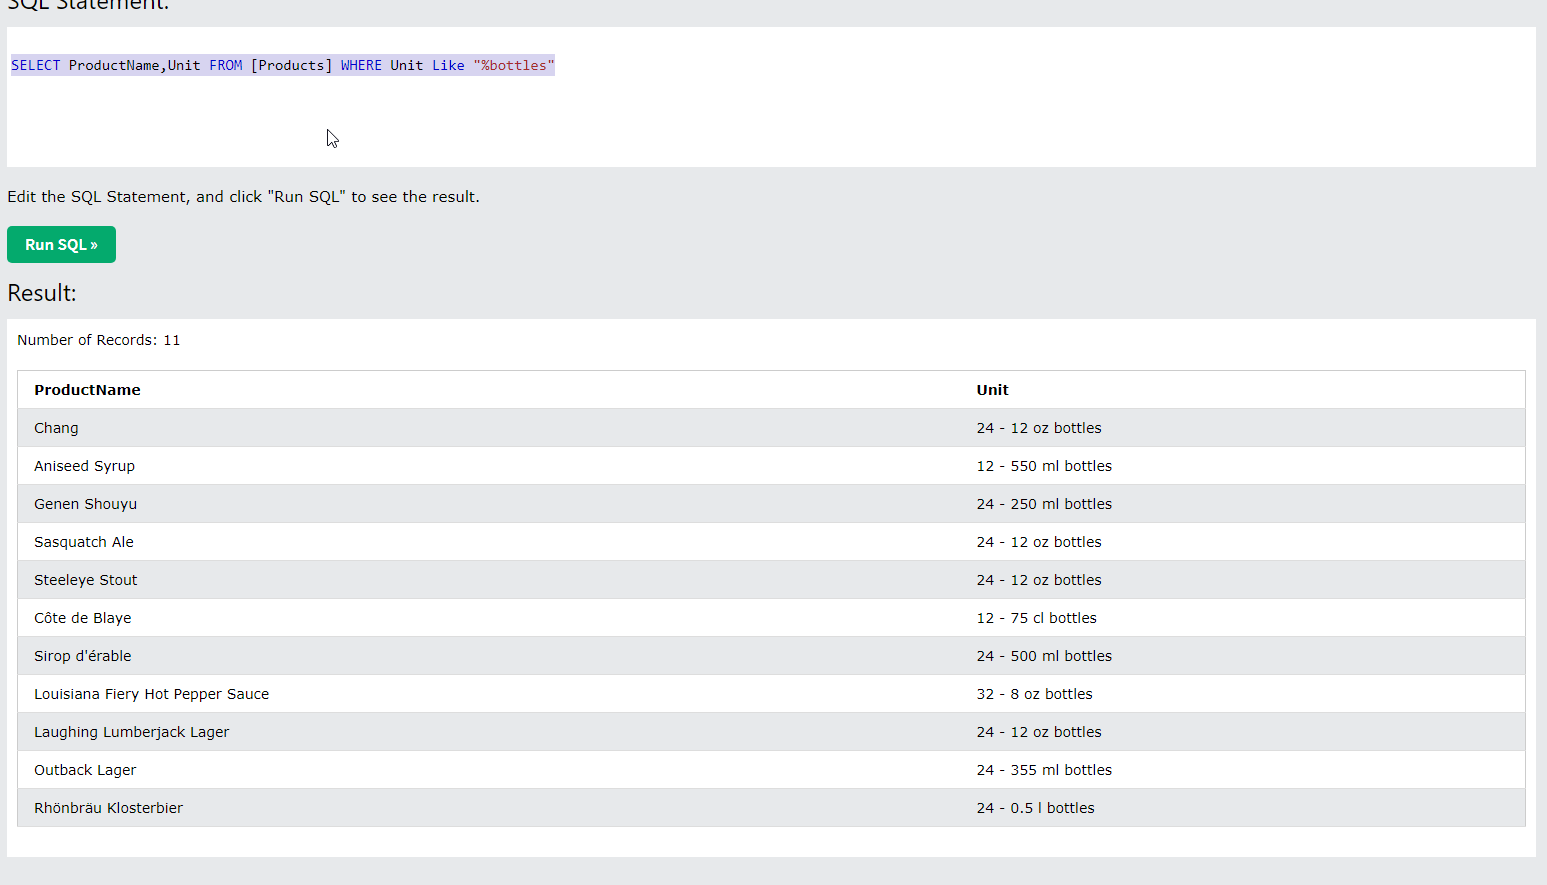 SQL Statement:
SELECT ProductName,Unit FROM [Products] WHERE Unit Like "%bottles"
Edit the SQL Statement, and click "Run SQL" to see the result.
Run SQL »
Result:
Number of Records: 11
ProductName Unit
Chang 24 - 12 oz bottles
Aniseed Syrup 12 - 550 ml bottles
Genen Shouyu 24 - 250 ml bottles
Sasquatch Ale 24 - 12 oz bottles
Steeleye Stout 24 - 12 oz bottles
Côte de Blaye 12 - 75 cl bottles
Sirop d'érable 24 - 500 ml bottles
Louisiana Fiery Hot Pepper Sauce 32 - 8 oz bottles
Laughing Lumberjack Lager 24 - 12 oz bottles
Outback Lager 24 - 355 ml bottles
Rhönbräu Klosterbier 24 - 0.5 l bottles